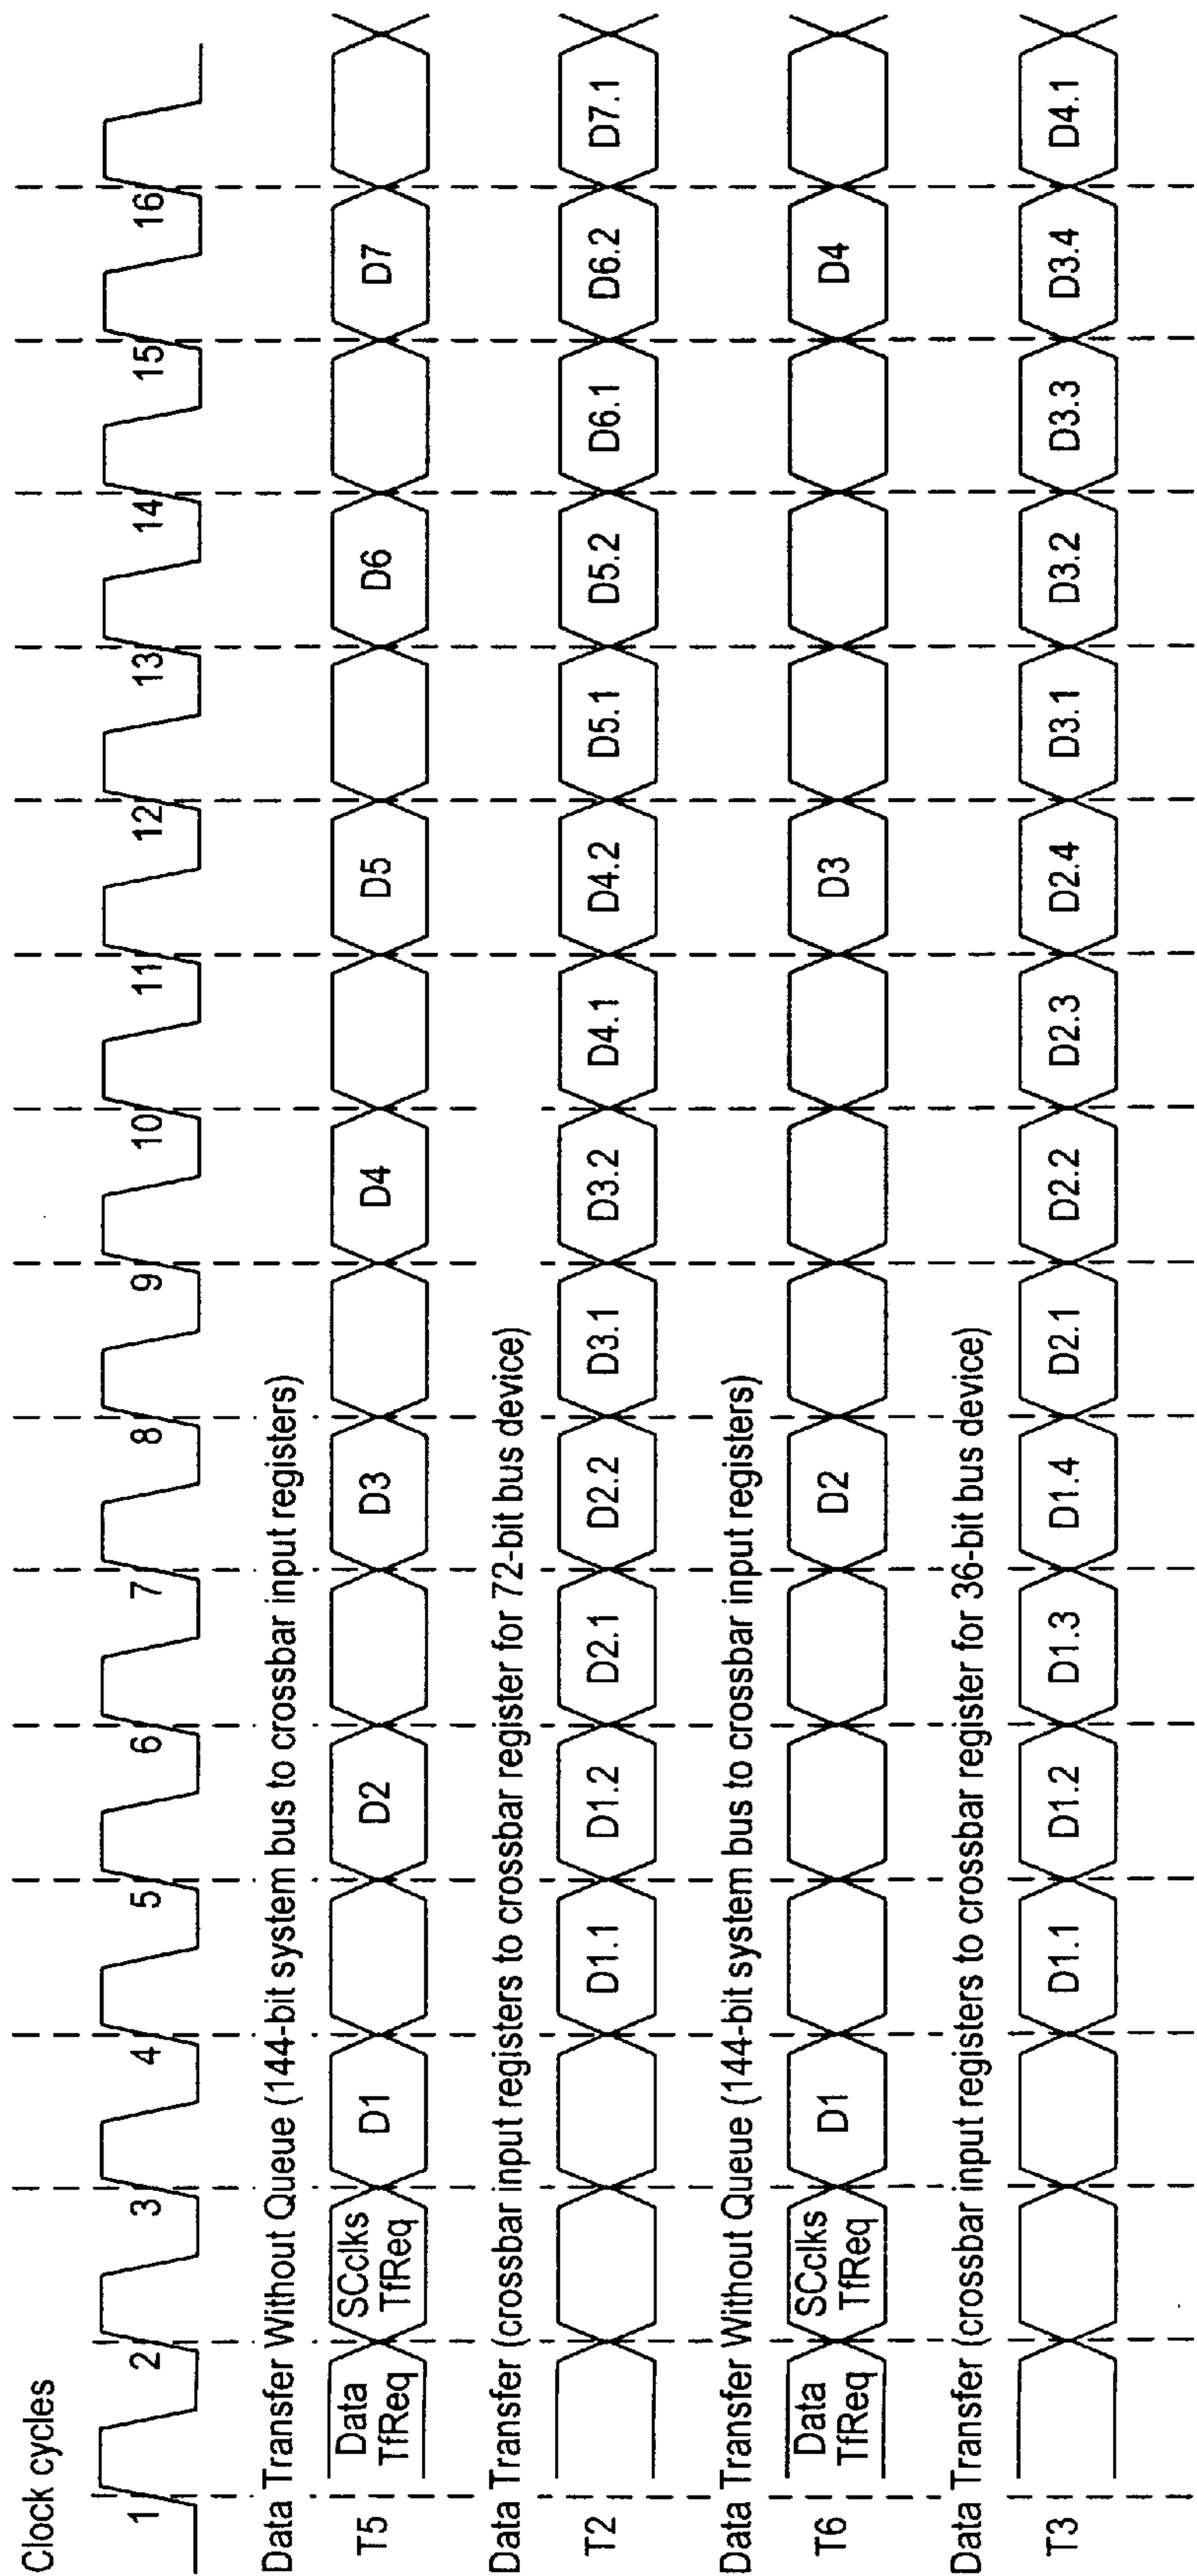 Clock cycles
1 2 3 4 5 6 7 8 9 10 11 12 13 14 15 16
Data Transfer Without Queue (144-bit system bus to crossbar input registers)
T5 Data TfReq SCclks TfReq D1 D2 D3 D4 D5 D6 D7
Data Transfer (crossbar input registers to crossbar register for 72-bit bus device)
T2 D1.1 D1.2 D2.1 D2.2 D3.1 D3.2 D4.1 D4.2 D5.1 D5.2 D6.1 D6.2 D7.1
Data Transfer Without Queue (144-bit system bus to crossbar input registers)
T6 Data TfReq SCclks TfReq D1 D2 D3 D4
Data Transfer (crossbar input registers to crossbar register for 36-bit bus device)
T3 D1.1 D1.2 D1.3 D1.4 D2.1 D2.2 D2.3 D2.4 D3.1 D3.2 D3.3 D3.4 D4.1